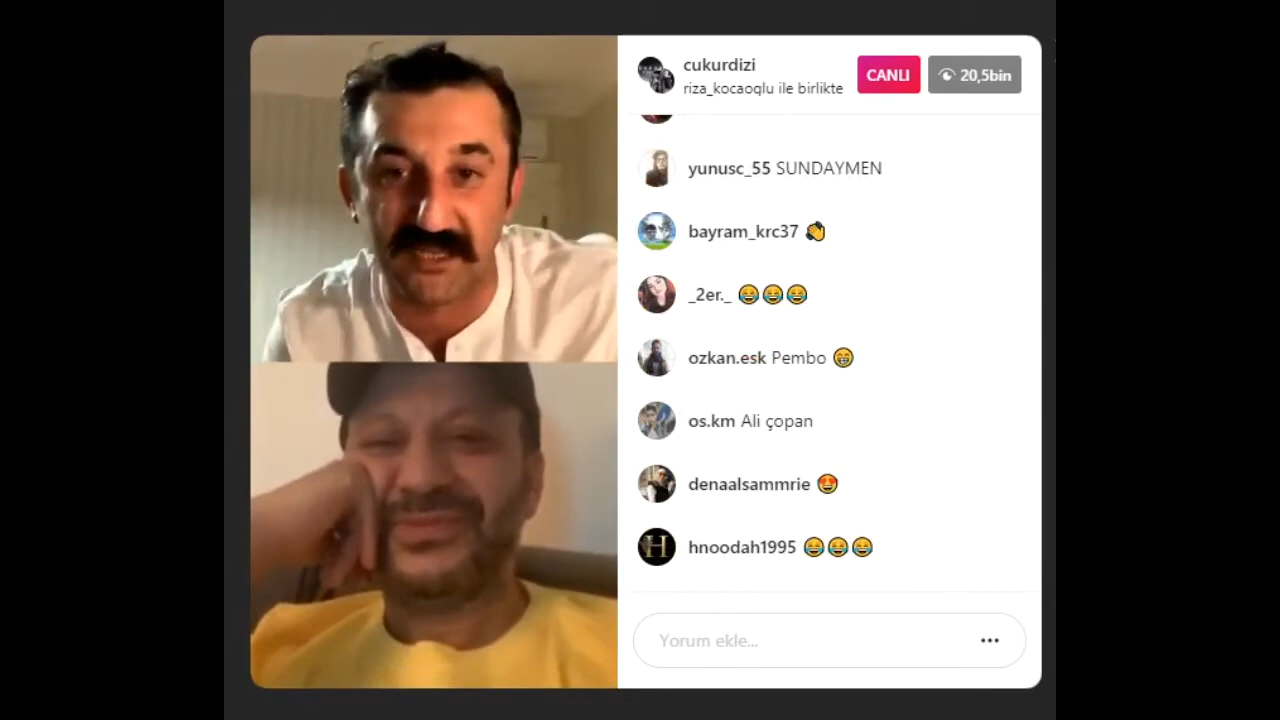 cukurdizi
riza_kocaoglu ile birlikte
CANLI
20,5bin
yunusc_55 SUNDAYMEN
bayram_krc37 👏
_2er._ 😂😂😂
ozkan.esk Pembo 😁
os.km Ali çopan
denaalsammrie 😍
H
hnoodah1995 😂😂😂
Yorum ekle...